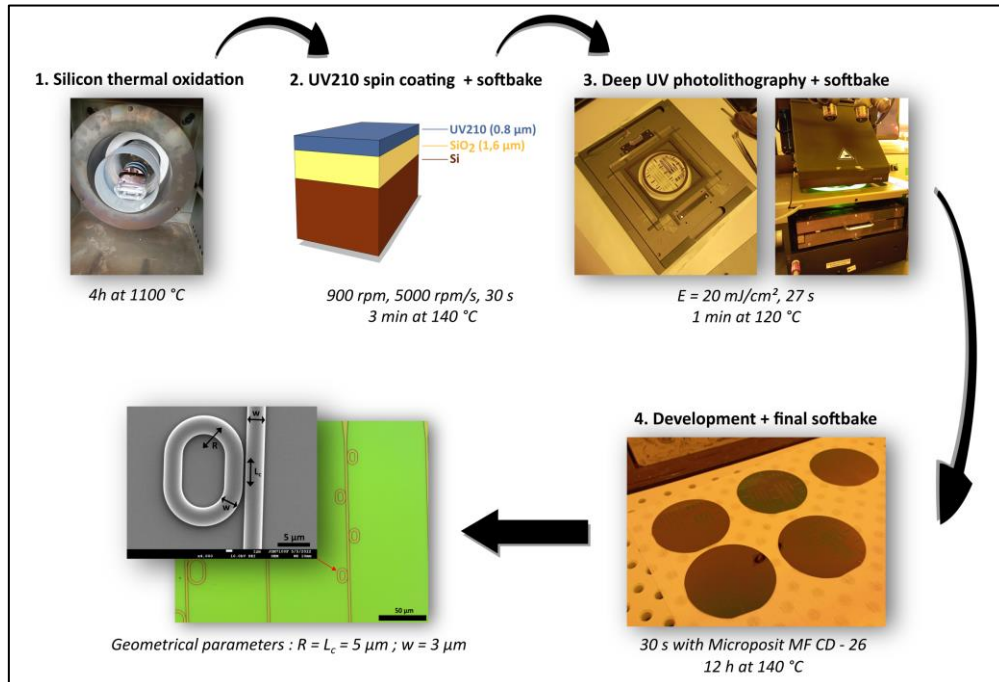 1. Silicon thermal oxidation
4h at 1100 °C
2. UV210 spin coating + softbake
UV210 (0.8 µm)
SiO₂ (1,6 µm)
Si
900 rpm, 5000 rpm/s, 30 s
3 min at 140 °C
3. Deep UV photolithography + softbake
E = 20 mJ/cm², 27 s
1 min at 120 °C
4. Development + final softbake
30 s with Microposit MF CD - 26
12 h at 140 °C
w
R
L꜀
w
5 µm
50 µm
Geometrical parameters : R = L꜀ = 5 µm ; w = 3 µm